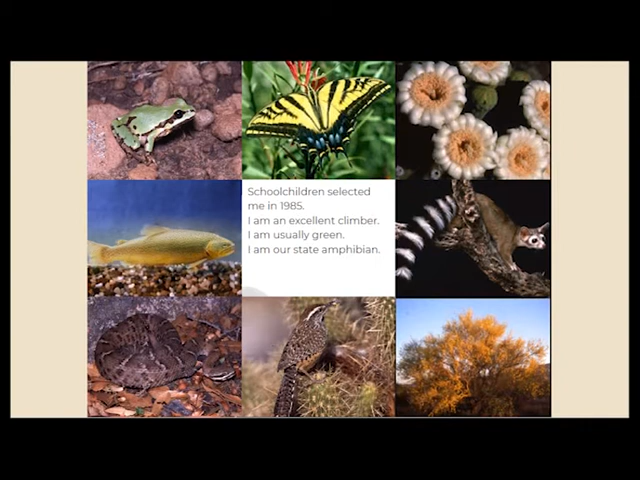 Schoolchildren selected
me in 1985.
I am an excellent climber.
I am usually green.
I am our state amphibian.